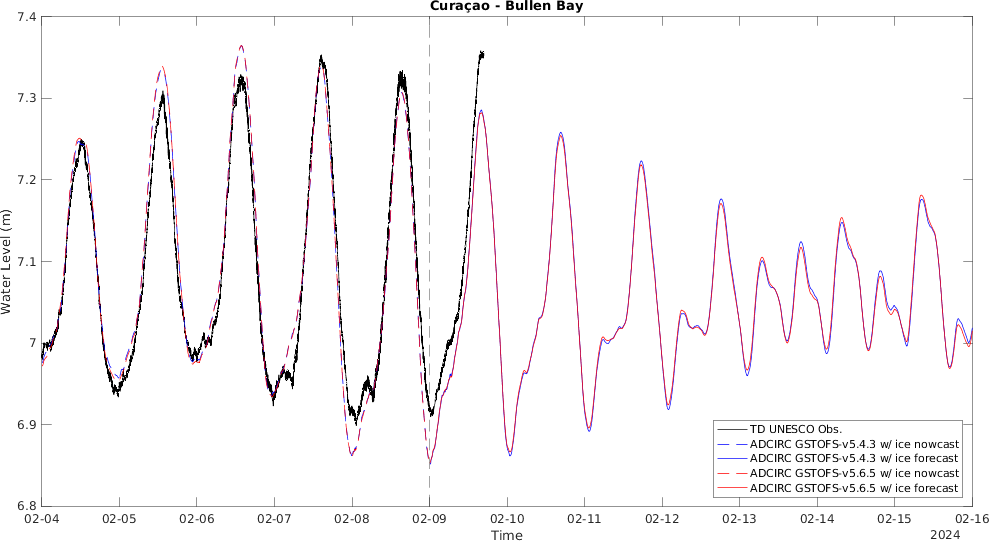 Curaçao - Bullen Bay
Water Level (m)
7.4
7.3
7.2
7.1
7
6.9
6.8
02-04 02-05 02-06 02-07 02-08 02-09 02-10 02-11 02-12 02-13 02-14 02-15 02-16
Time
2024
TD UNESCO Obs.
ADCIRC GSTOFS-v5.4.3 w/ ice nowcast
ADCIRC GSTOFS-v5.4.3 w/ ice forecast
ADCIRC GSTOFS-v5.6.5 w/ ice nowcast
ADCIRC GSTOFS-v5.6.5 w/ ice forecast